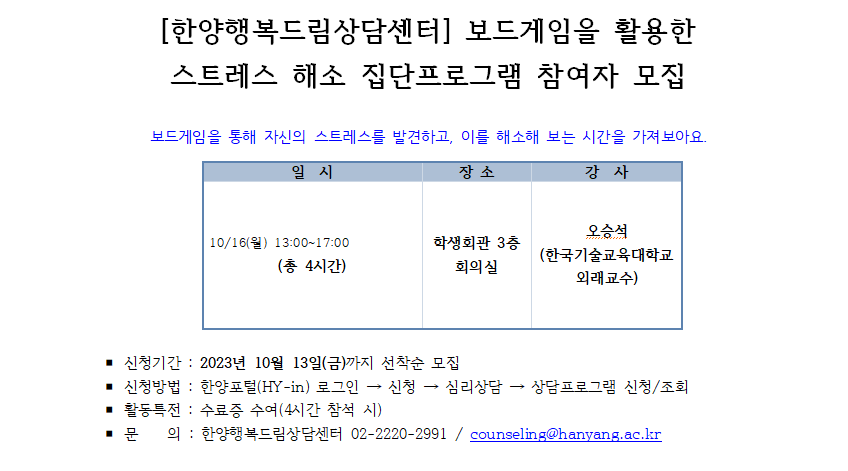 [한양행복드림상담센터] 보드게임을 활용한
스트레스 해소 집단프로그램 참여자 모집
보드게임을 통해 자신의 스트레스를 발견하고, 이를 해소해 보는 시간을 가져보아요.
일 시 장 소 강 사
10/16(월) 13:00~17:00
(총 4시간)
학생회관 3층
회의실
오승석
(한국기술교육대학교
외래교수)
■ 신청기간 : 2023년 10월 13일(금)까지 선착순 모집
■ 신청방법 : 한양포털(HY-in) 로그인 → 신청 → 심리상담 → 상담프로그램 신청/조회
■ 활동특전 : 수료증 수여(4시간 참석 시)
■ 문 의 : 한양행복드림상담센터 02-2220-2991 / counseling@hanyang.ac.kr